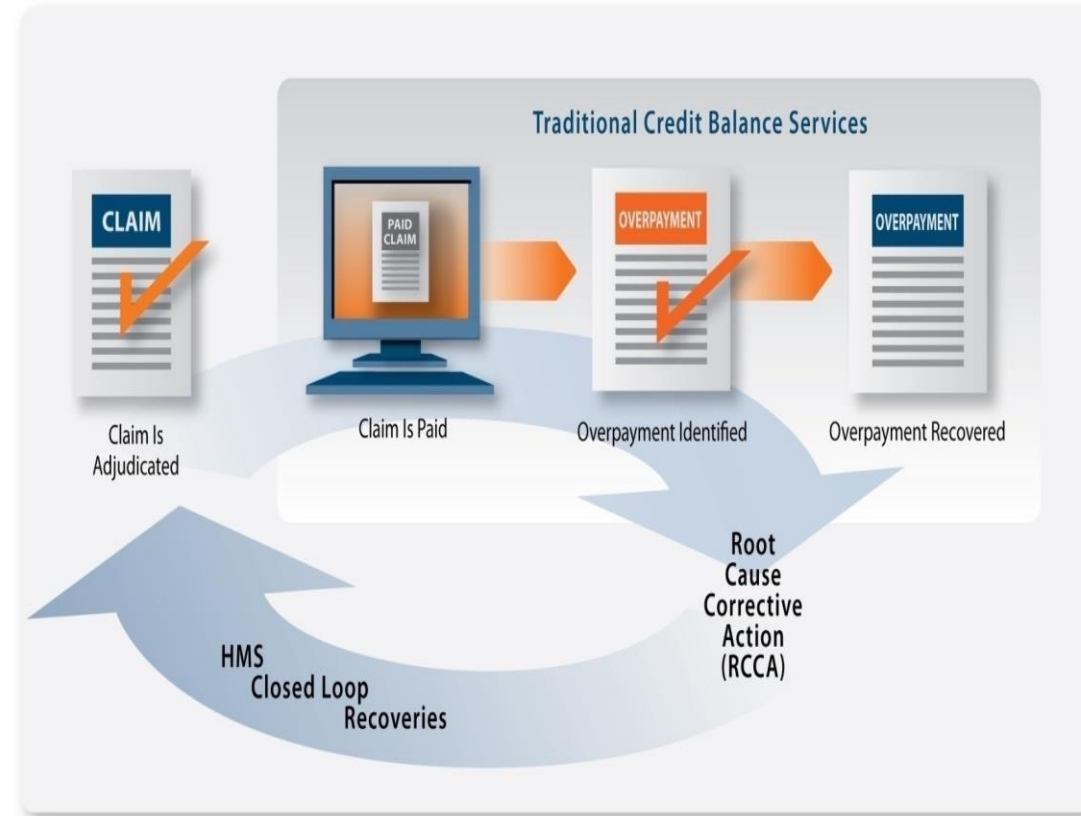 Traditional Credit Balance Services
CLAIM
PAID
CLAIM
OVERPAYMENT
OVERPAYMENT
Claim Is
Adjudicated
Claim Is Paid
Overpayment Identified
Overpayment Recovered
Root
Cause
Corrective
Action
(RCCA)
HMS
Closed Loop
Recoveries